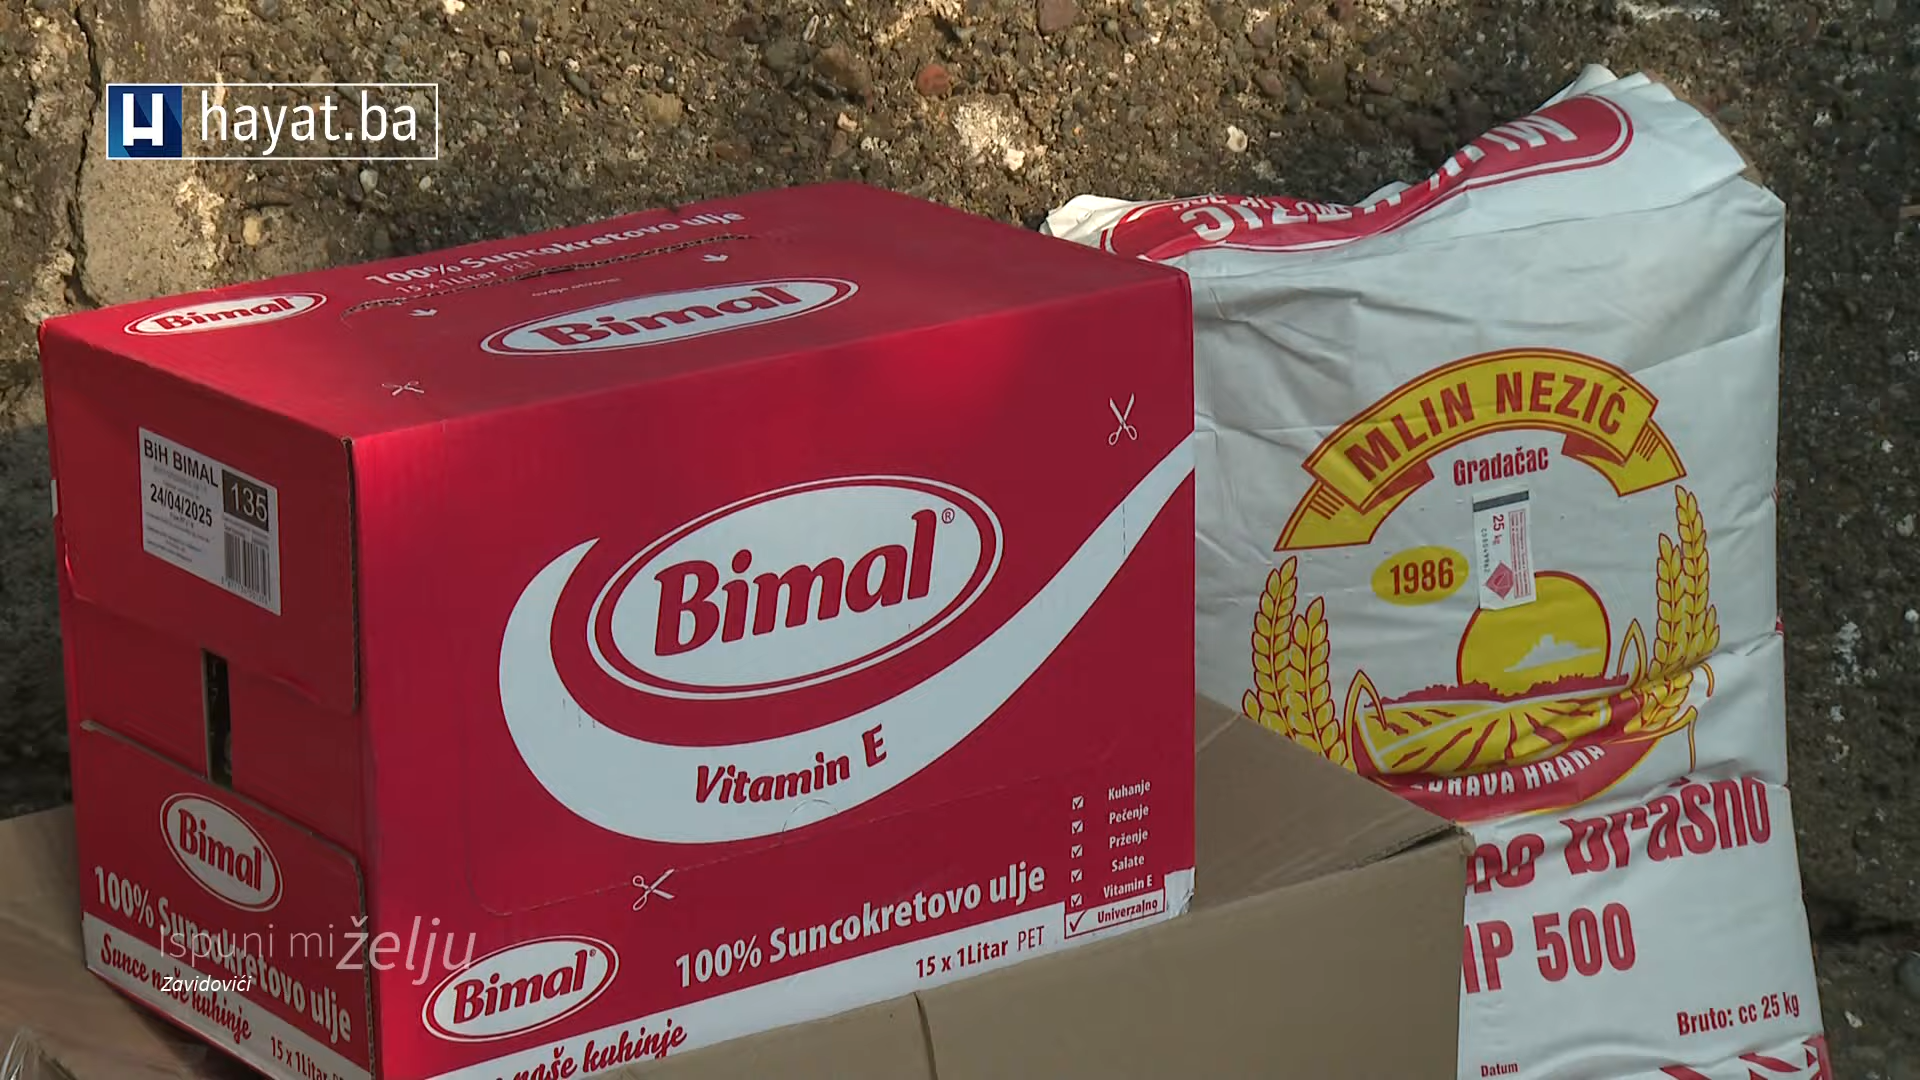 hayat.ba
100% Suncokretovo ulje
15 x 1Litar PET
Bimal
Bimal
BiH BIMAL
135
24/04/2025
Bimal®
Vitamin E
Kuhanje
Pečenje
Prženje
Salate
Vitamin E
Univerzalno
100% Suncokretovo ulje
15 x 1Litar PET
Bimal
naše kuhinje
Bimal
100% Suncokretovo ulje
Sunce naše kuhinje
15 x 1Litar
Ispuni mi želju
Zavidovići
MLIN NEZIĆ
Gradačac
25 kg
1986
HRANA
brašno
500
Bruto: cc 25 kg
Datum